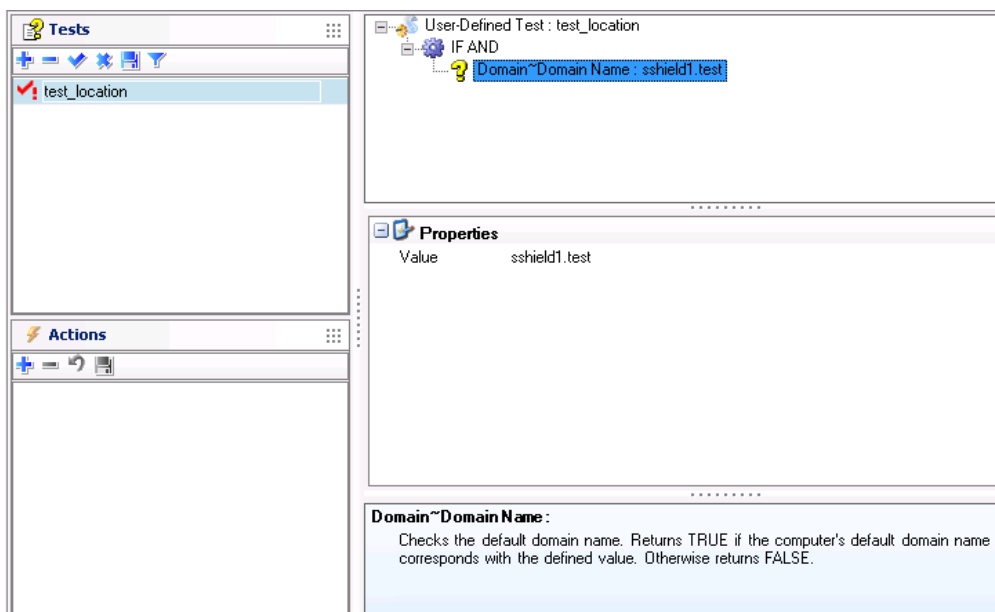 Tests
test_location
Actions
User-Defined Test : test_location
IF AND
Domain~Domain Name : sshield1.test
Properties
Value sshield1.test
Domain~Domain Name :
Checks the default domain name. Returns TRUE if the computer's default domain name
corresponds with the defined value. Otherwise returns FALSE.